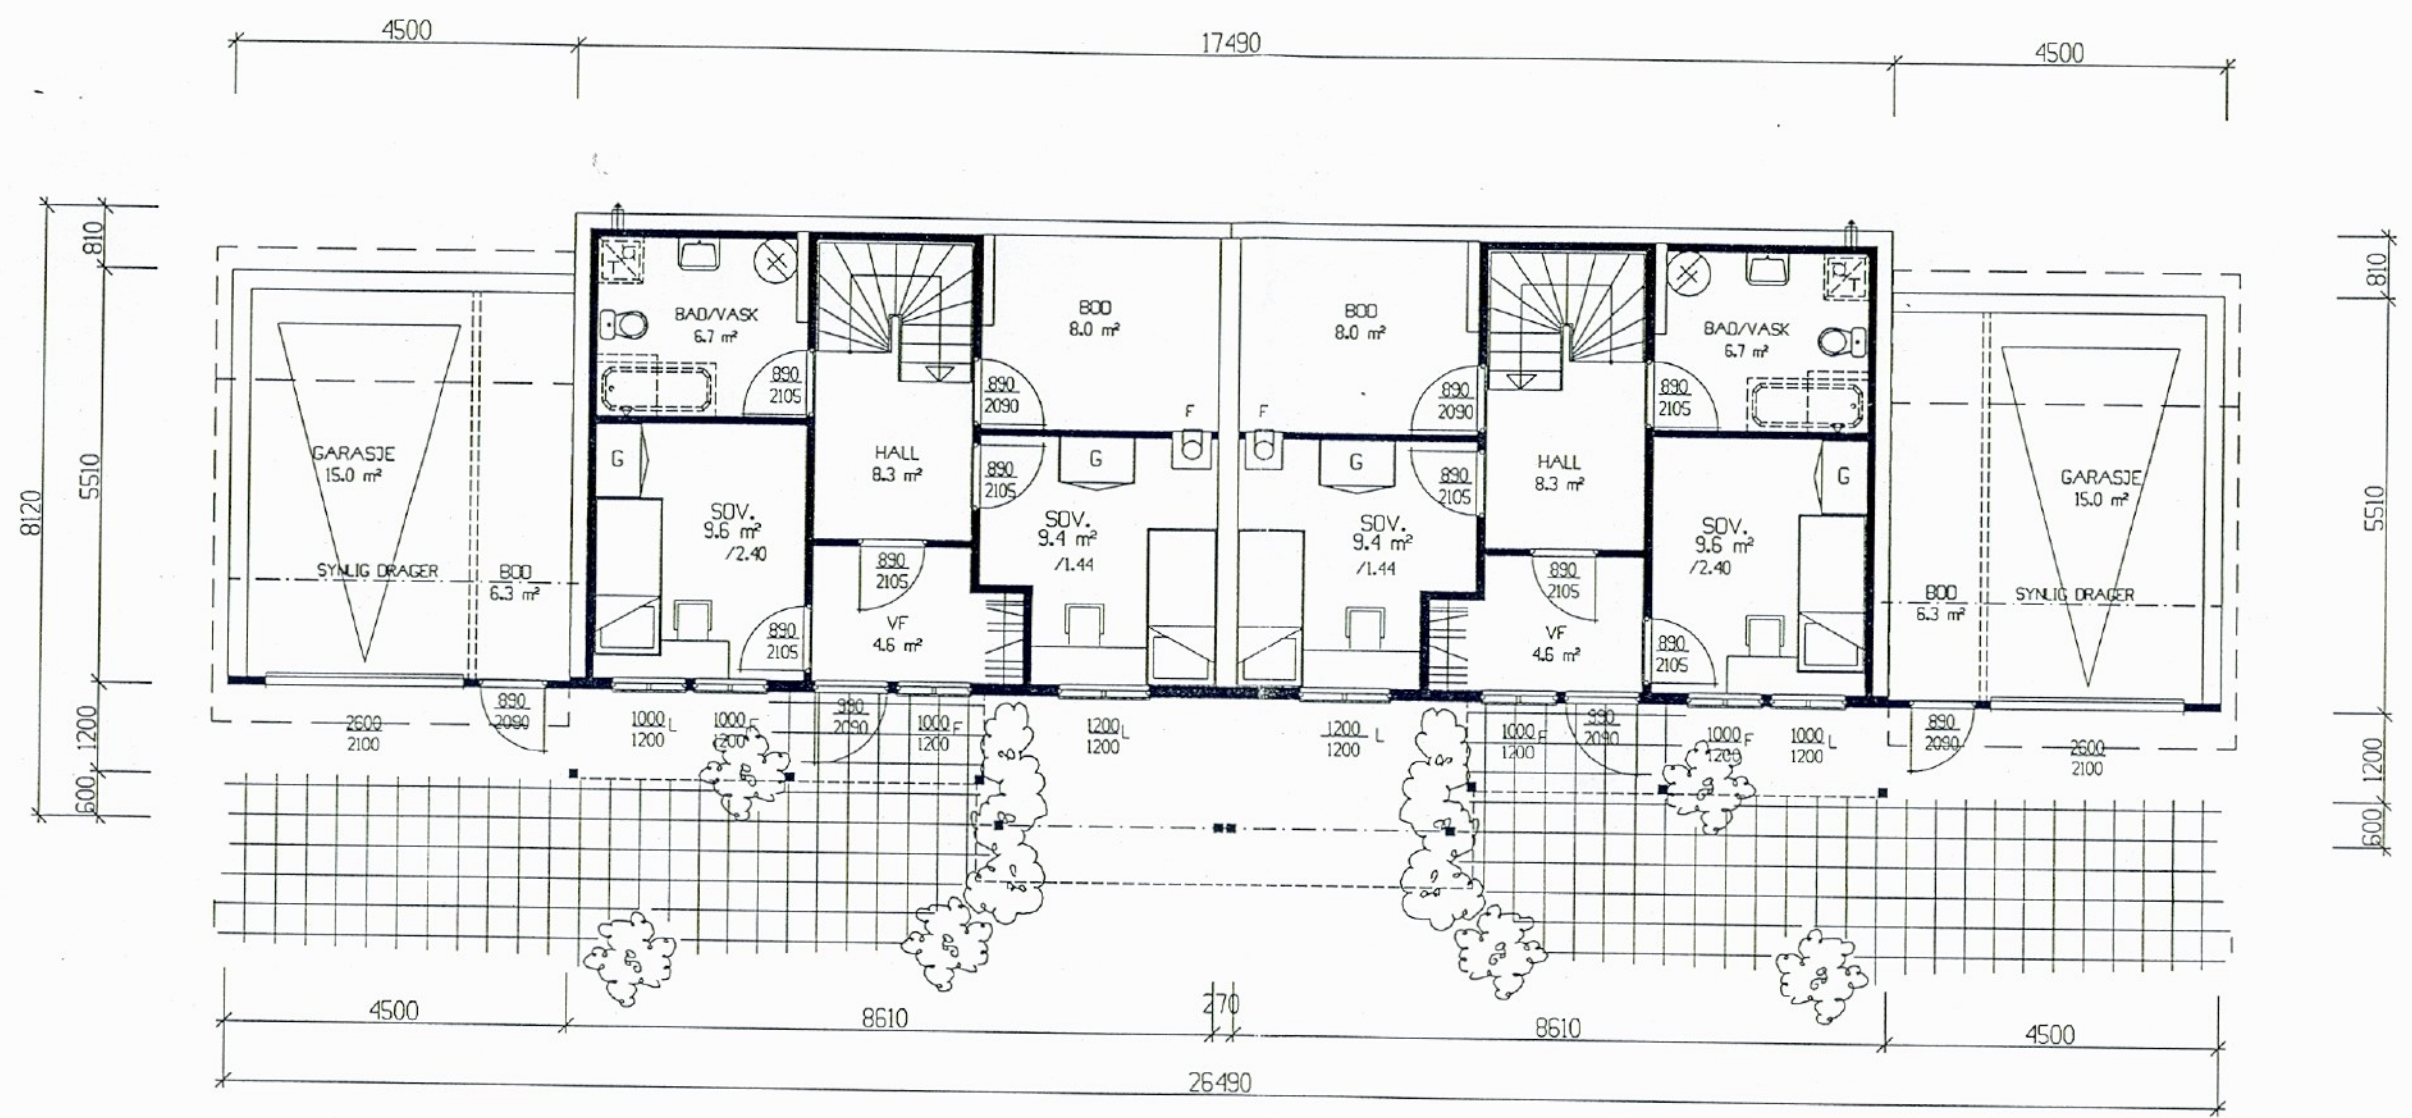 4500
17490
4500
810
5510
8120
1200
600
810
5510
1200
600
T
BAD/VASK
6.7 m²
890
2105
BOD
8.0 m²
890
2090
F
BOD
8.0 m²
F
890
2090
BAD/VASK
6.7 m²
T
890
2105
GARASJE
15.0 m²
SYNLIG DRAGER
BOD
6.3 m²
G
SOV.
9.6 m²
/2.40
890
2105
HALL
8.3 m²
890
2105
VF
4.6 m²
890
2105
G
SOV.
9.4 m²
/1.44
G
SOV.
9.4 m²
/1.44
890
2105
HALL
8.3 m²
890
2105
VF
4.6 m²
G
SOV.
9.6 m²
/2.40
890
2105
GARASJE
15.0 m²
BOD
6.3 m²
SYNLIG DRAGER
2600
2100
890
2090
1000 L
1200
1000 F
1200
990
2090
1000 F
1200
1200 L
1200
1200 L
1200
1000 F
1200
990
2090
1000 F
1200
1000 L
1200
890
2090
2600
2100
4500
8610
270
8610
4500
26490